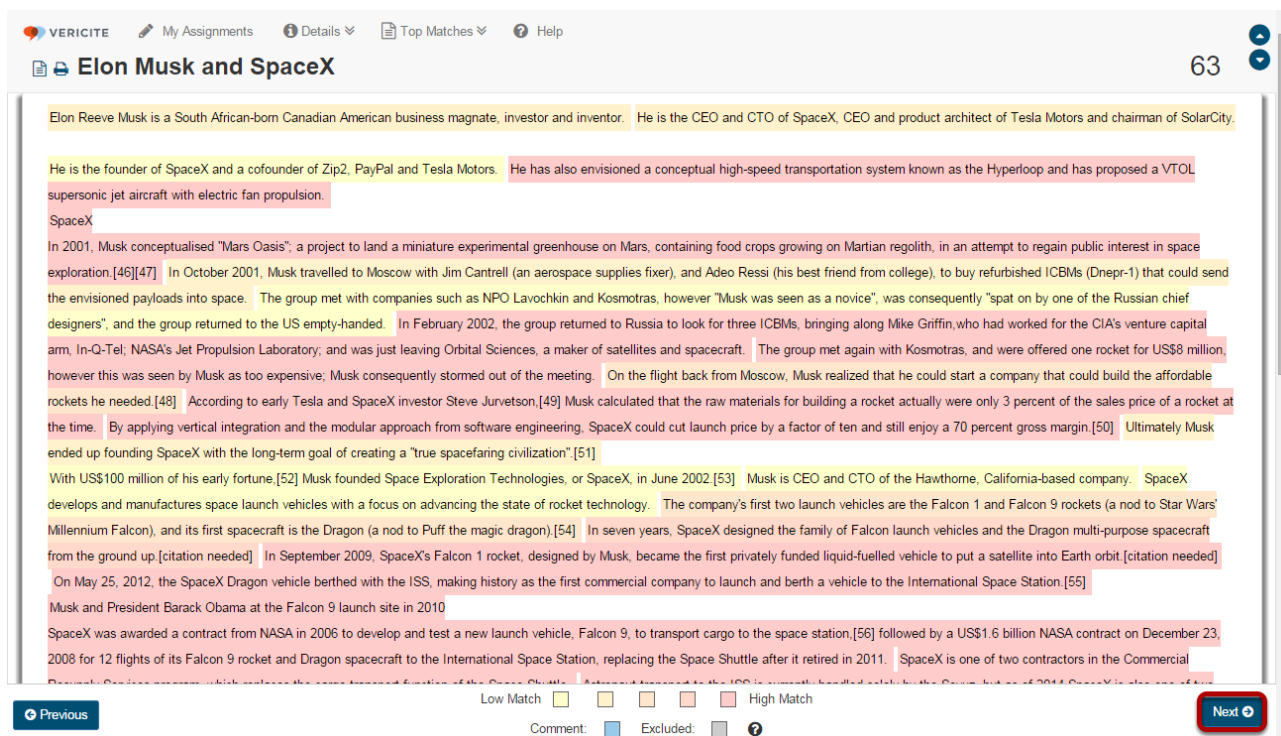 VERICITE My Assignments Details Top Matches Help
Elon Musk and SpaceX 63
Elon Reeve Musk is a South African-born Canadian American business magnate, investor and inventor. He is the CEO and CTO of SpaceX, CEO and product architect of Tesla Motors and chairman of SolarCity.
He is the founder of SpaceX and a cofounder of Zip2, PayPal and Tesla Motors. He has also envisioned a conceptual high-speed transportation system known as the Hyperloop and has proposed a VTOL
supersonic jet aircraft with electric fan propulsion.
SpaceX
In 2001, Musk conceptualised "Mars Oasis"; a project to land a miniature experimental greenhouse on Mars, containing food crops growing on Martian regolith, in an attempt to regain public interest in space
exploration.[46][47] In October 2001, Musk travelled to Moscow with Jim Cantrell (an aerospace supplies fixer), and Adeo Ressi (his best friend from college), to buy refurbished ICBMs (Dnepr-1) that could send
the envisioned payloads into space. The group met with companies such as NPO Lavochkin and Kosmotras, however "Musk was seen as a novice", was consequently "spat on by one of the Russian chief
designers", and the group returned to the US empty-handed. In February 2002, the group returned to Russia to look for three ICBMs, bringing along Mike Griffin,who had worked for the CIA's venture capital
arm, In-Q-Tel; NASA's Jet Propulsion Laboratory; and was just leaving Orbital Sciences, a maker of satellites and spacecraft. The group met again with Kosmotras, and were offered one rocket for US$8 million,
however this was seen by Musk as too expensive; Musk consequently stormed out of the meeting. On the flight back from Moscow, Musk realized that he could start a company that could build the affordable
rockets he needed.[48] According to early Tesla and SpaceX investor Steve Jurvetson,[49] Musk calculated that the raw materials for building a rocket actually were only 3 percent of the sales price of a rocket at
the time. By applying vertical integration and the modular approach from software engineering, SpaceX could cut launch price by a factor of ten and still enjoy a 70 percent gross margin.[50] Ultimately Musk
ended up founding SpaceX with the long-term goal of creating a "true spacefaring civilization".[51]
With US$100 million of his early fortune,[52] Musk founded Space Exploration Technologies, or SpaceX, in June 2002.[53] Musk is CEO and CTO of the Hawthorne, California-based company. SpaceX
develops and manufactures space launch vehicles with a focus on advancing the state of rocket technology. The company's first two launch vehicles are the Falcon 1 and Falcon 9 rockets (a nod to Star Wars'
Millennium Falcon), and its first spacecraft is the Dragon (a nod to Puff the magic dragon).[54] In seven years, SpaceX designed the family of Falcon launch vehicles and the Dragon multi-purpose spacecraft
from the ground up.[citation needed] In September 2009, SpaceX's Falcon 1 rocket, designed by Musk, became the first privately funded liquid-fuelled vehicle to put a satellite into Earth orbit.[citation needed]
On May 25, 2012, the SpaceX Dragon vehicle berthed with the ISS, making history as the first commercial company to launch and berth a vehicle to the International Space Station.[55]
Musk and President Barack Obama at the Falcon 9 launch site in 2010
SpaceX was awarded a contract from NASA in 2006 to develop and test a new launch vehicle, Falcon 9, to transport cargo to the space station,[56] followed by a US$1.6 billion NASA contract on December 23,
2008 for 12 flights of its Falcon 9 rocket and Dragon spacecraft to the International Space Station, replacing the Space Shuttle after it retired in 2011. SpaceX is one of two contractors in the Commercial
Low Match High Match
Previous Next
Comment: Excluded: